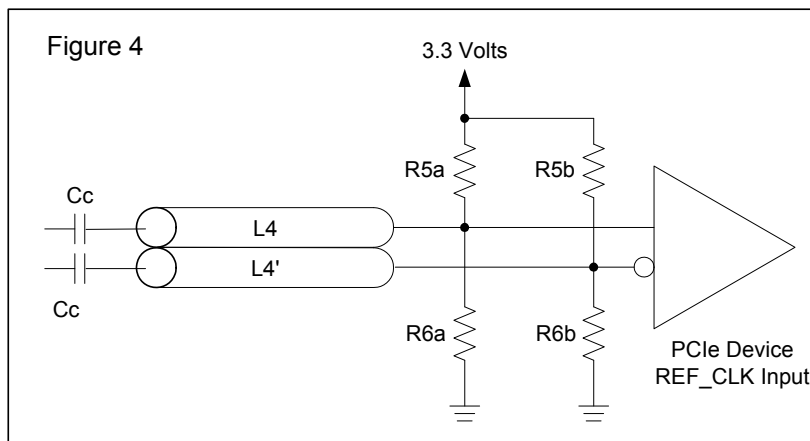 Figure 4
3.3 Volts
R5a
R5b
Cc
L4
L4'
Cc
R6a
R6b
PCIe Device
REF_CLK Input